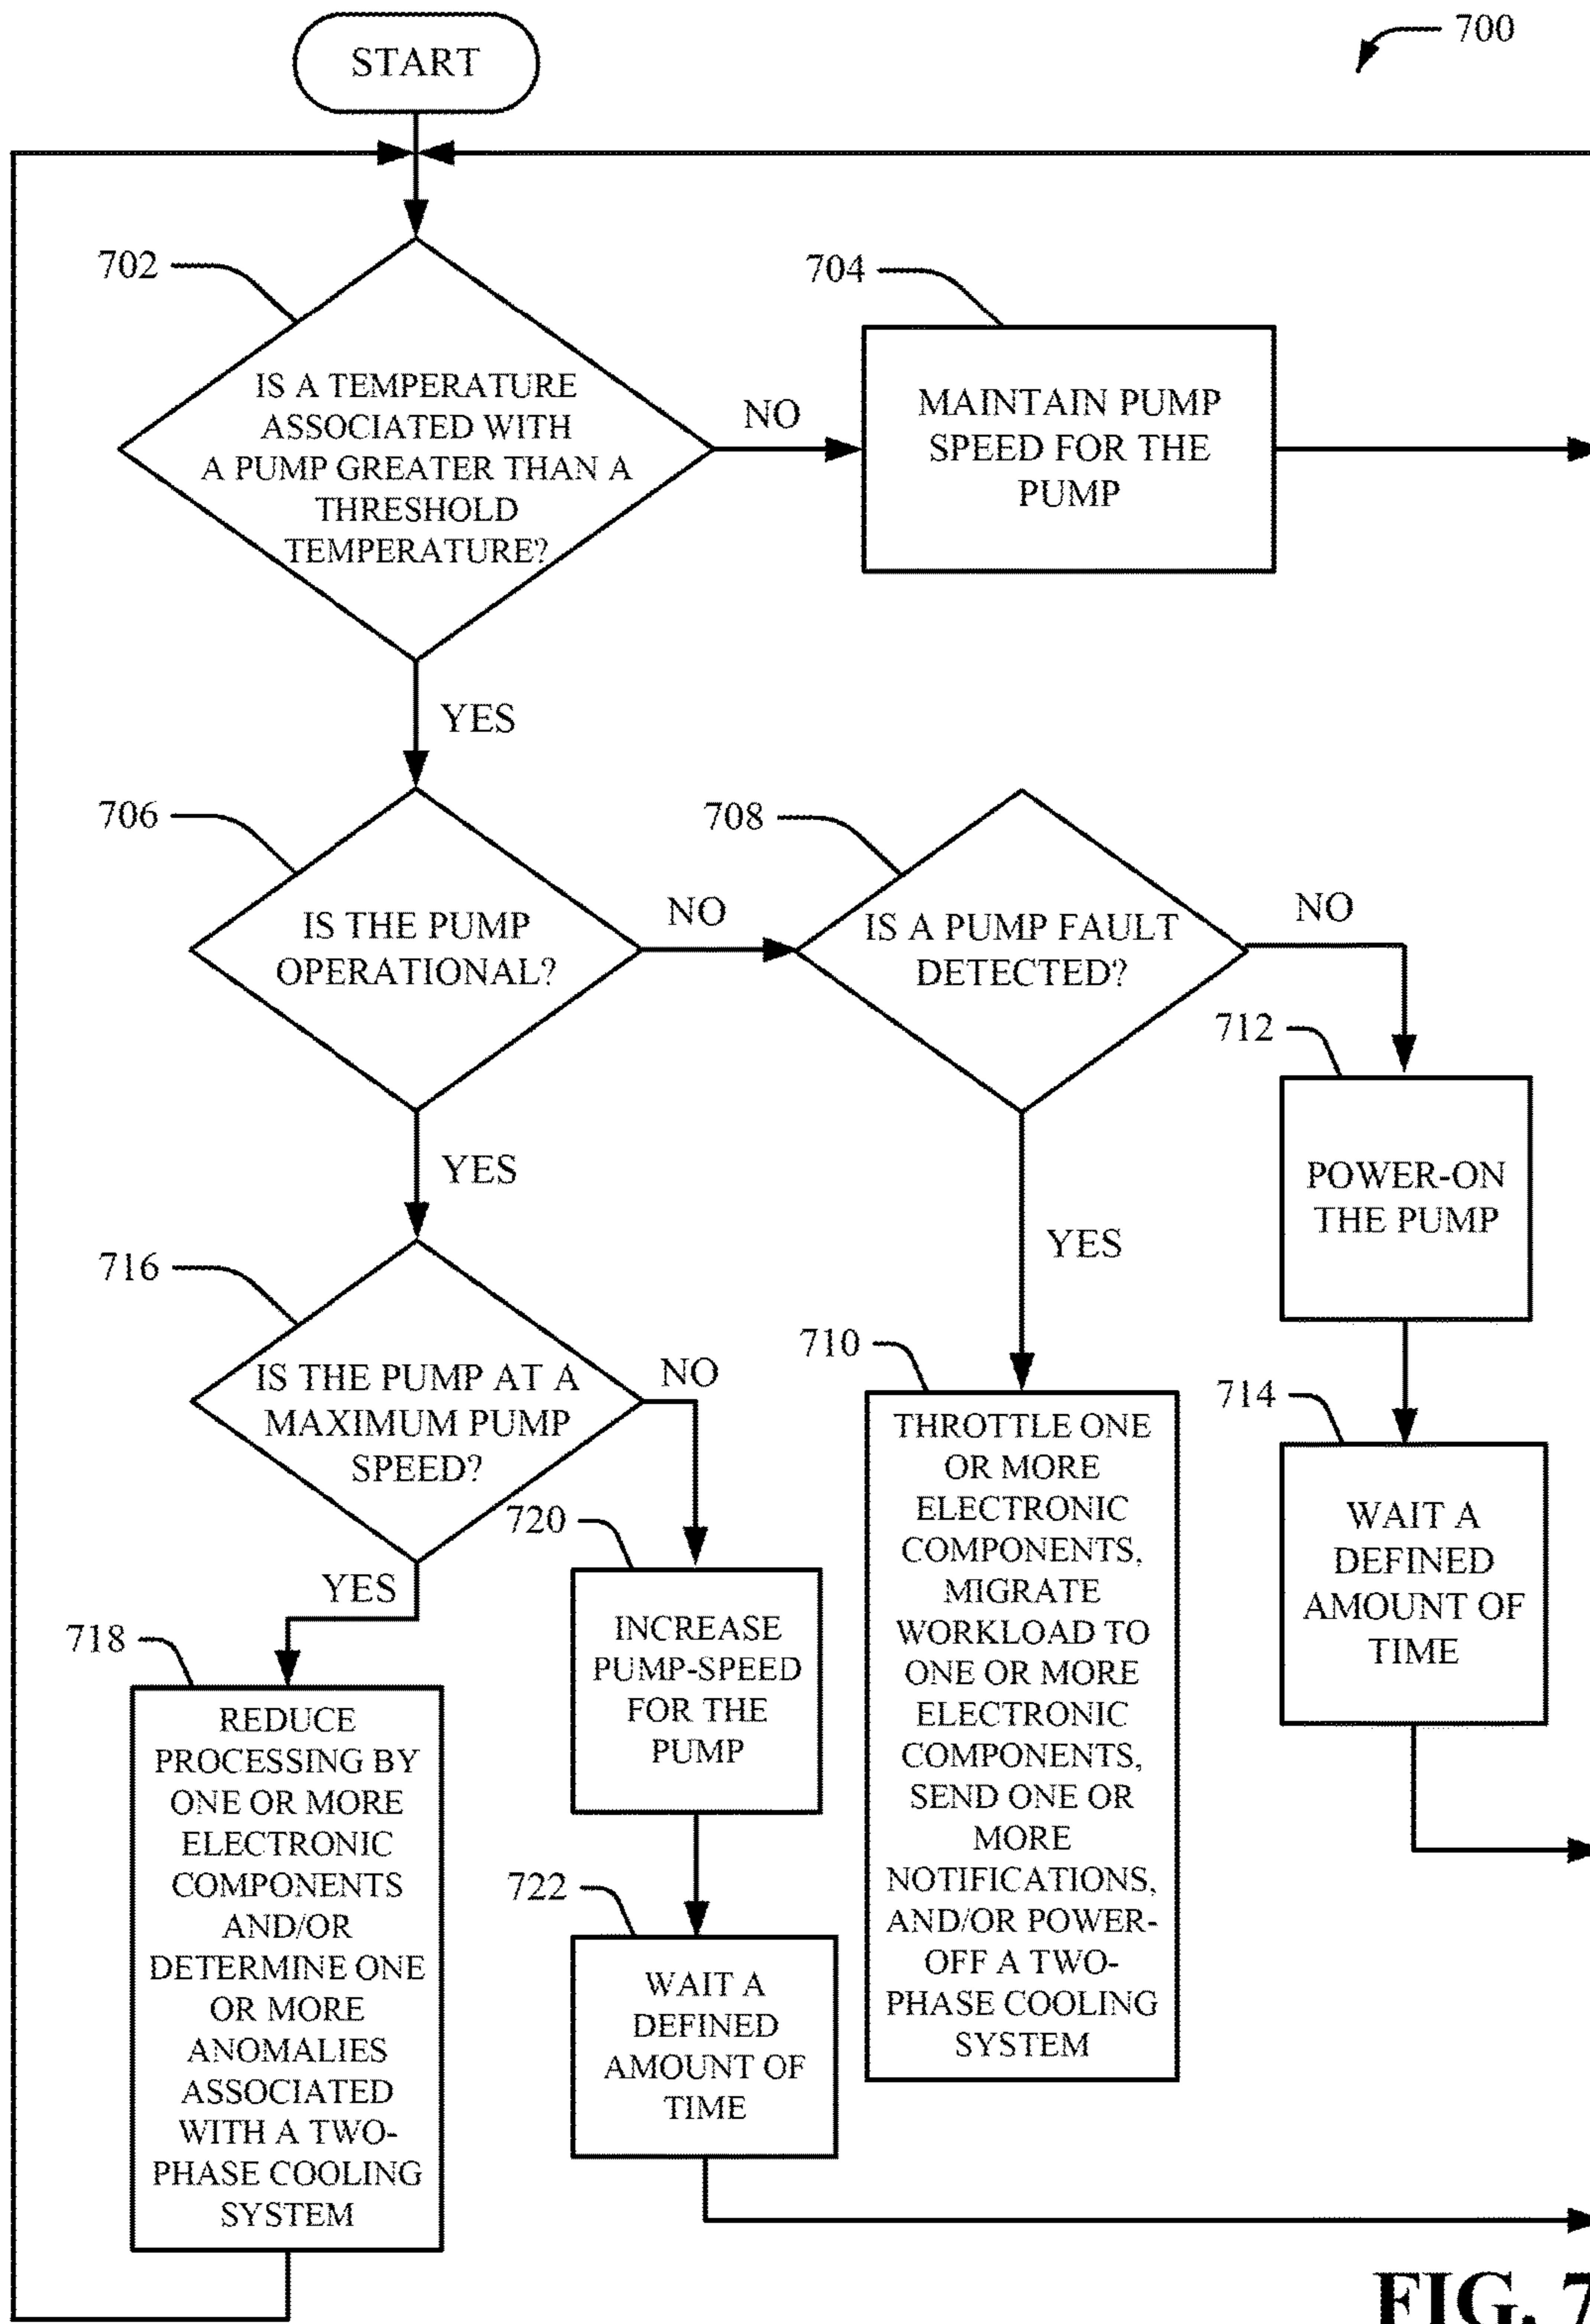 START
700
702
IS A TEMPERATURE
ASSOCIATED WITH
A PUMP GREATER THAN A
THRESHOLD
TEMPERATURE?
NO
704
MAINTAIN PUMP
SPEED FOR THE
PUMP
YES
706
IS THE PUMP
OPERATIONAL?
NO
708
IS A PUMP FAULT
DETECTED?
NO
712
POWER-ON
THE PUMP
YES
YES
716
IS THE PUMP AT A
MAXIMUM PUMP
SPEED?
NO
710
THROTTLE ONE
OR MORE
ELECTRONIC
COMPONENTS,
MIGRATE
WORKLOAD TO
ONE OR MORE
ELECTRONIC
COMPONENTS,
SEND ONE OR
MORE
NOTIFICATIONS,
AND/OR POWER-
OFF A TWO-
PHASE COOLING
SYSTEM
714
WAIT A
DEFINED
AMOUNT OF
TIME
YES
718
REDUCE
PROCESSING BY
ONE OR MORE
ELECTRONIC
COMPONENTS
AND/OR
DETERMINE ONE
OR MORE
ANOMALIES
ASSOCIATED
WITH A TWO-
PHASE COOLING
SYSTEM
720
INCREASE
PUMP-SPEED
FOR THE
PUMP
722
WAIT A
DEFINED
AMOUNT OF
TIME
FIG. 7